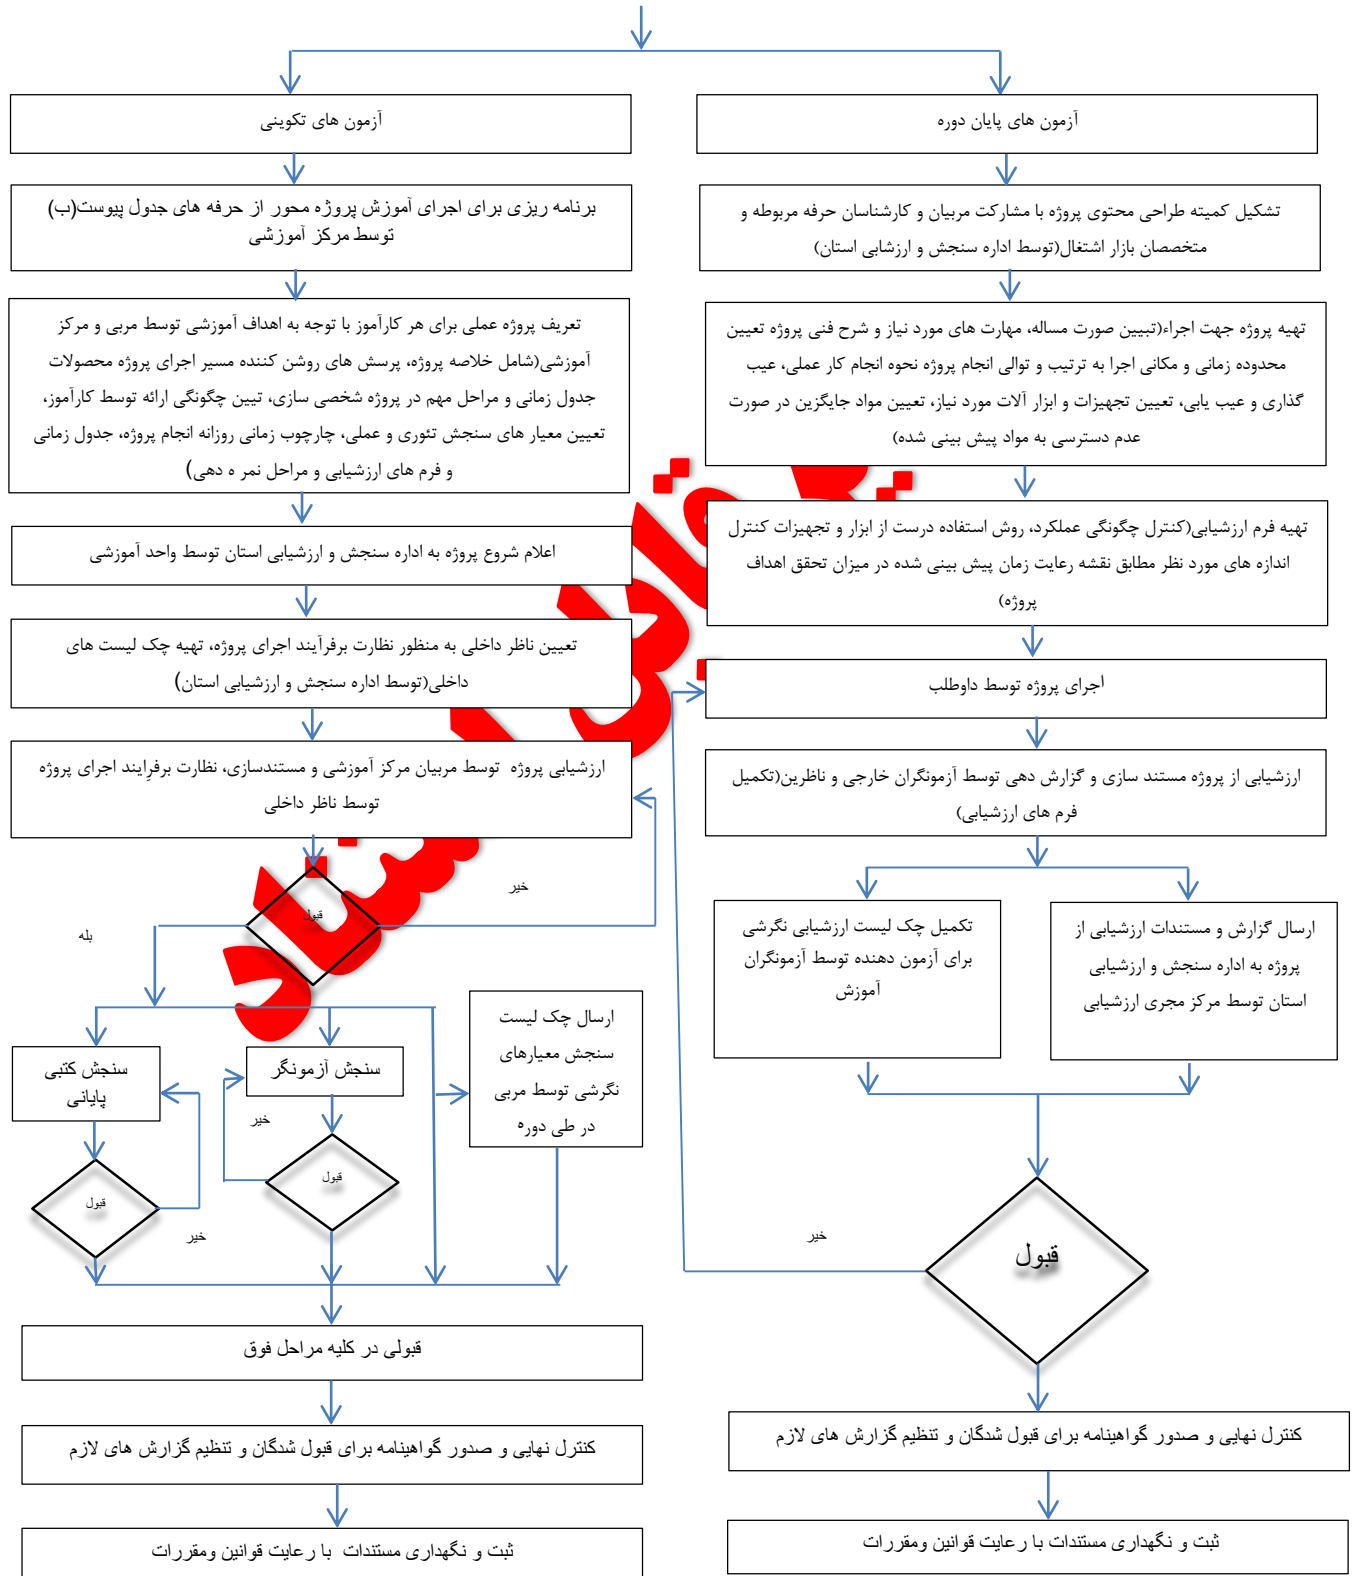 آزمون های پایان دوره
تشکیل کمیته طراحی محتوی پروژه با مشارکت مربیان و کارشناسان حرفه مربوطه و
متخصصان بازار اشتغال(توسط اداره سنجش و ارزشابی استان)
تهیه پروژه جهت اجراء(تبیین صورت مساله، مهارت های مورد نیاز و شرح فنی پروژه تعیین
محدوده زمانی و مکانی اجرا به ترتیب و توالی انجام پروژه نحوه انجام کار عملی، عیب
گذاری و عیب یابی، تعیین تجهیزات و ابزار آلات مورد نیاز، تعیین مواد جایگزین در صورت
عدم دسترسی به مواد پیش بینی شده)
تهیه فرم ارزشیابی(کنترل چگونگی عملکرد، روش استفاده درست از ابزار و تجهیزات کنترل
اندازه های مورد نظر مطابق نقشه رعایت زمان پیش بینی شده در میزان تحقق اهداف
پروژه)
اجرای پروژه توسط داوطلب
ارزشیابی از پروژه مستند سازی و گزارش دهی توسط آزمونگران خارجی و ناظرین(تکمیل
فرم های ارزشیابی)
ارسال گزارش و مستندات ارزشیابی از
پروژه به اداره سنجش و ارزشیابی
استان توسط مرکز مجری ارزشیابی
تکمیل چک لیست ارزشیابی نگرشی
برای آزمون دهنده توسط آزمونگران
آموزش
قبول
خیر
کنترل نهایی و صدور گواهینامه برای قبول شدگان و تنظیم گزارش های لازم
ثبت و نگهداری مستندات با رعایت قوانین ومقررات
آزمون های تکوینی
برنامه ریزی برای اجرای آموزش پروژه محور از حرفه های جدول پیوست(ب)
توسط مرکز آموزشی
تعریف پروژه عملی برای هر کارآموز با توجه به اهداف آموزشی توسط مربی و مرکز
آموزشی(شامل خلاصه پروژه، پرسش های روشن کننده مسیر اجرای پروژه محصولات
جدول زمانی و مراحل مهم در پروژه شخصی سازی، تیین چگونگی ارائه توسط کارآموز،
تعیین معیار های سنجش تئوری و عملی، چارچوب زمانی روزانه انجام پروژه، جدول زمانی
و فرم های ارزشیابی و مراحل نمر ه دهی)
اعلام شروع پروژه به اداره سنجش و ارزشیابی استان توسط واحد آموزشی
تعیین ناظر داخلی به منظور نظارت برفرآیند اجرای پروژه، تهیه چک لیست های
داخلی(توسط اداره سنجش و ارزشیابی استان)
ارزشیابی پروژه توسط مربیان مرکز آموزشی و مستندسازی، نظارت برفرایند اجرای پروژه
توسط ناظر داخلی
قبول
خیر
بله
ارسال چک لیست
سنجش معیارهای
نگرشی توسط مربی
در طی دوره
سنجش آزمونگر
خیر
قبول
سنجش کتبی
پایانی
قبول
خیر
قبولی در کلیه مراحل فوق
کنترل نهایی و صدور گواهینامه برای قبول شدگان و تنظیم گزارش های لازم
ثبت و نگهداری مستندات با رعایت قوانین ومقررات